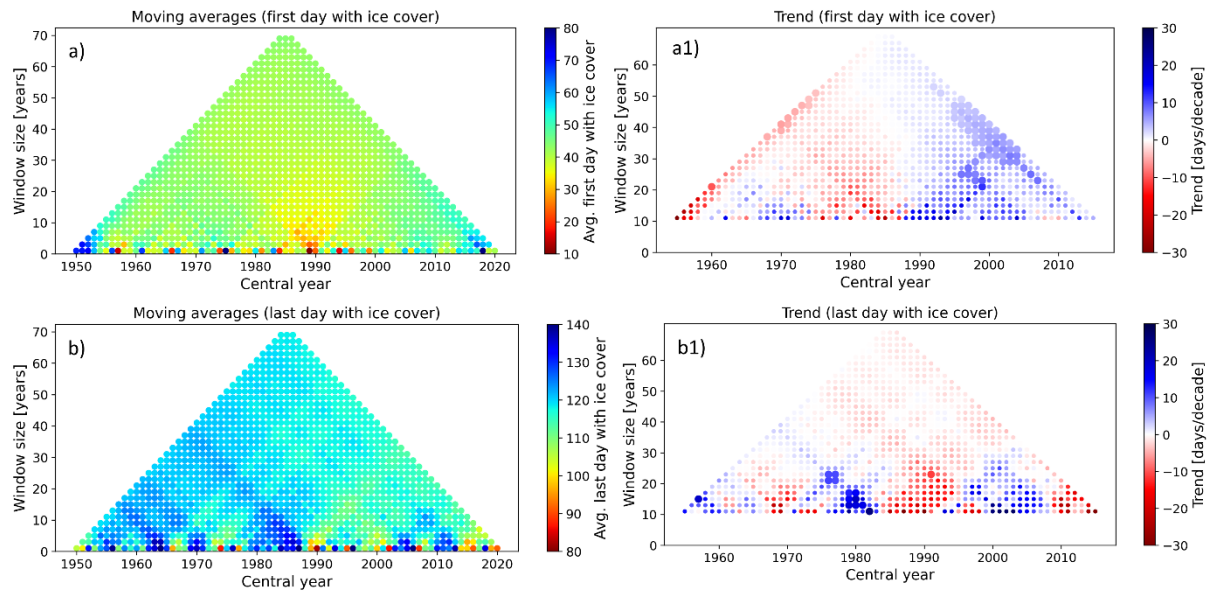 Moving averages (first day with ice cover)
a)
Window size [years]
70
60
50
40
30
20
10
0
1950 1960 1970 1980 1990 2000 2010 2020
Central year
80
70
60
50
40
30
20
10
Avg. first day with ice cover
Trend (first day with ice cover)
a1)
Window size [years]
60
50
40
30
20
10
0
1960 1970 1980 1990 2000 2010
Central year
30
20
10
0
−10
−20
−30
Trend [days/decade]
Moving averages (last day with ice cover)
b)
Window size [years]
70
60
50
40
30
20
10
0
1950 1960 1970 1980 1990 2000 2010 2020
Central year
140
130
120
110
100
90
80
Avg. last day with ice cover
Trend (last day with ice cover)
b1)
Window size [years]
60
50
40
30
20
10
0
1960 1970 1980 1990 2000 2010
Central year
30
20
10
0
−10
−20
−30
Trend [days/decade]